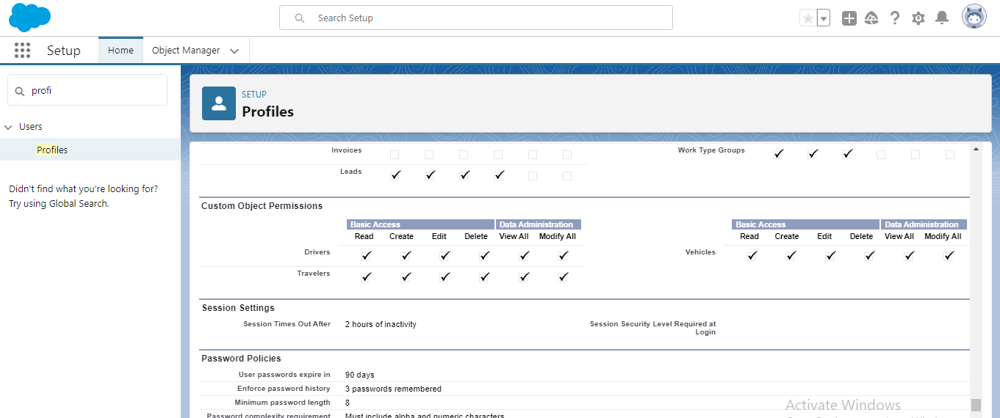 Search Setup
Setup
Home
Object Manager
profi
Users
Profiles
Didn't find what you're looking for?
Try using Global Search.
SETUP
Profiles
Invoices
Work Type Groups
Leads
Custom Object Permissions
Basic Access Data Administration Basic Access Data Administration
Read Create Edit Delete View All Modify All Read Create Edit Delete View All Modify All
Drivers Vehicles
Travelers
Session Settings
Session Times Out After 2 hours of inactivity Session Security Level Required at
Login
Password Policies
User passwords expire in 90 days
Enforce password history 3 passwords remembered
Minimum password length 8
Activate Windows
Password complexity requirement Must include alpha and numeric characters